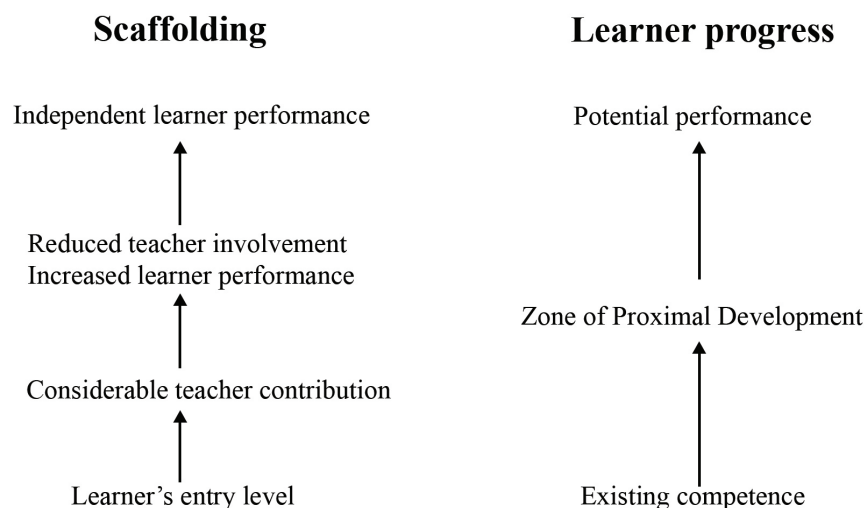 Scaffolding
Independent learner performance
Reduced teacher involvement
Increased learner performance
Considerable teacher contribution
Learner’s entry level
Learner progress
Potential performance
Zone of Proximal Development
Existing competence